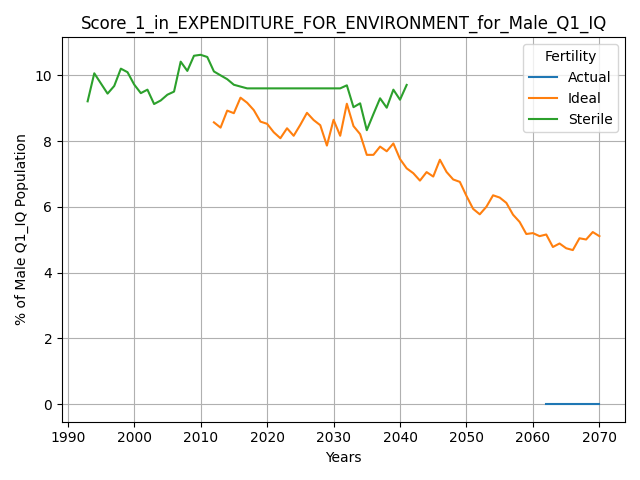 Score_1_in_EXPENDITURE_FOR_ENVIRONMENT_for_Male_Q1_IQ
Fertility
Actual
Ideal
Sterile
% of Male Q1_IQ Population
10
8
6
4
2
0
1990 2000 2010 2020 2030 2040 2050 2060 2070
Years